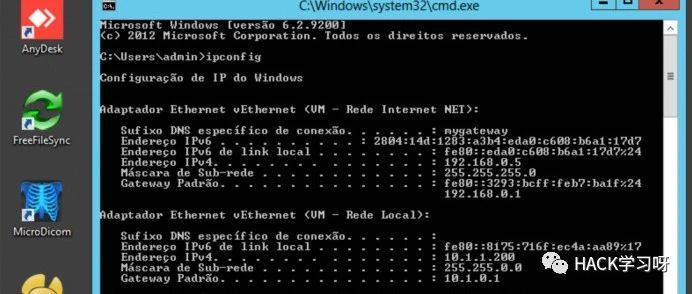 C:\Windows\system32\cmd.exe
Microsoft Windows [versão 6.2.9200]
(c) 2012 Microsoft Corporation. Todos os direitos reservados.
C:\Users\admin>ipconfig
Configuração de IP do Windows
Adaptador Ethernet vEthernet (VM - Rede Internet NET):
Sufixo DNS específico de conexão. . . . . . : mygateway
Endereço IPv6 . . . . . . . . . . : 2804:14d:1283:a3b4:eda0:c608:b6a1:17d7
Endereço IPv6 de link local . . . . . . . . : fe80::eda0:c608:b6a1:17d7%24
Endereço IPv4. . . . . . . . . . . . . . . : 192.168.0.5
Máscara de Sub-rede . . . . . . . . . . . . : 255.255.255.0
Gateway Padrão. . . . . . . . . . . . . . . : fe80::3293:bcff:feb7:ba1f%24
192.168.0.1
Adaptador Ethernet vEthernet (VM - Rede Local):
Sufixo DNS específico de conexão. . . . . . :
Endereço IPv6 de link local . . . . . . . . : fe80::8175:716f:ec4a:aa89%17
Endereço IPv4. . . . . . . . . . . . . . . : 10.1.1.200
Máscara de Sub-rede . . . . . . . . . . . . : 255.255.0.0
Gateway Padrão. . . . . . . . . . . . . . . : 10.1.0.1
AnyDesk
FreeFileSync
MicroDicom
HACK学习呀